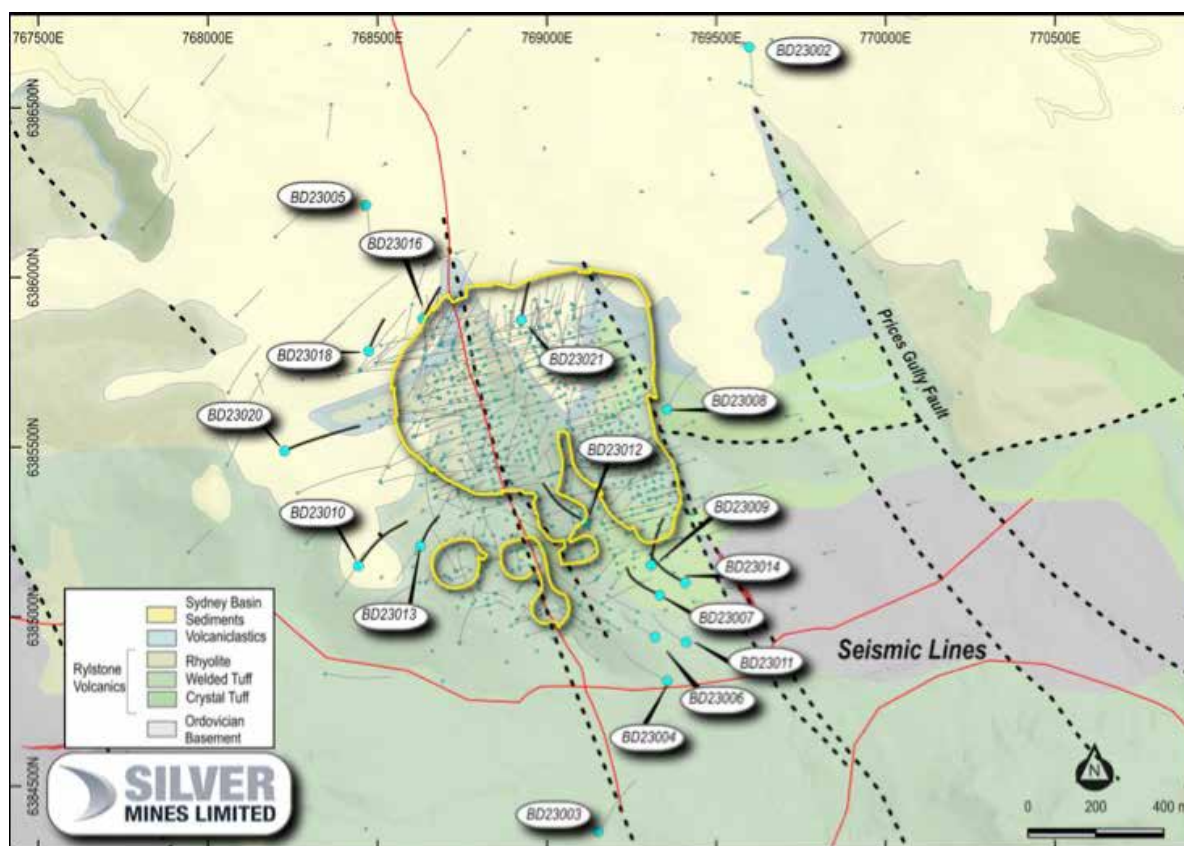 767500E
768000E
768500E
769000E
769500E
770000E
770500E
6386500N
6386000N
6385500N
6385000N
6384500N
BD23002
BD23005
BD23016
BD23018
BD23021
BD23020
BD23008
BD23012
BD23010
BD23009
BD23014
BD23013
BD23007
BD23011
BD23006
BD23004
BD23003
Prices Gully Fault
Seismic Lines
Sydney Basin
Sediments
Volcaniclastics
Rylstone
Volcanics
Rhyolite
Welded Tuff
Crystal Tuff
Ordovician
Basement
SILVER
MINES LIMITED
N
0 200 400 m